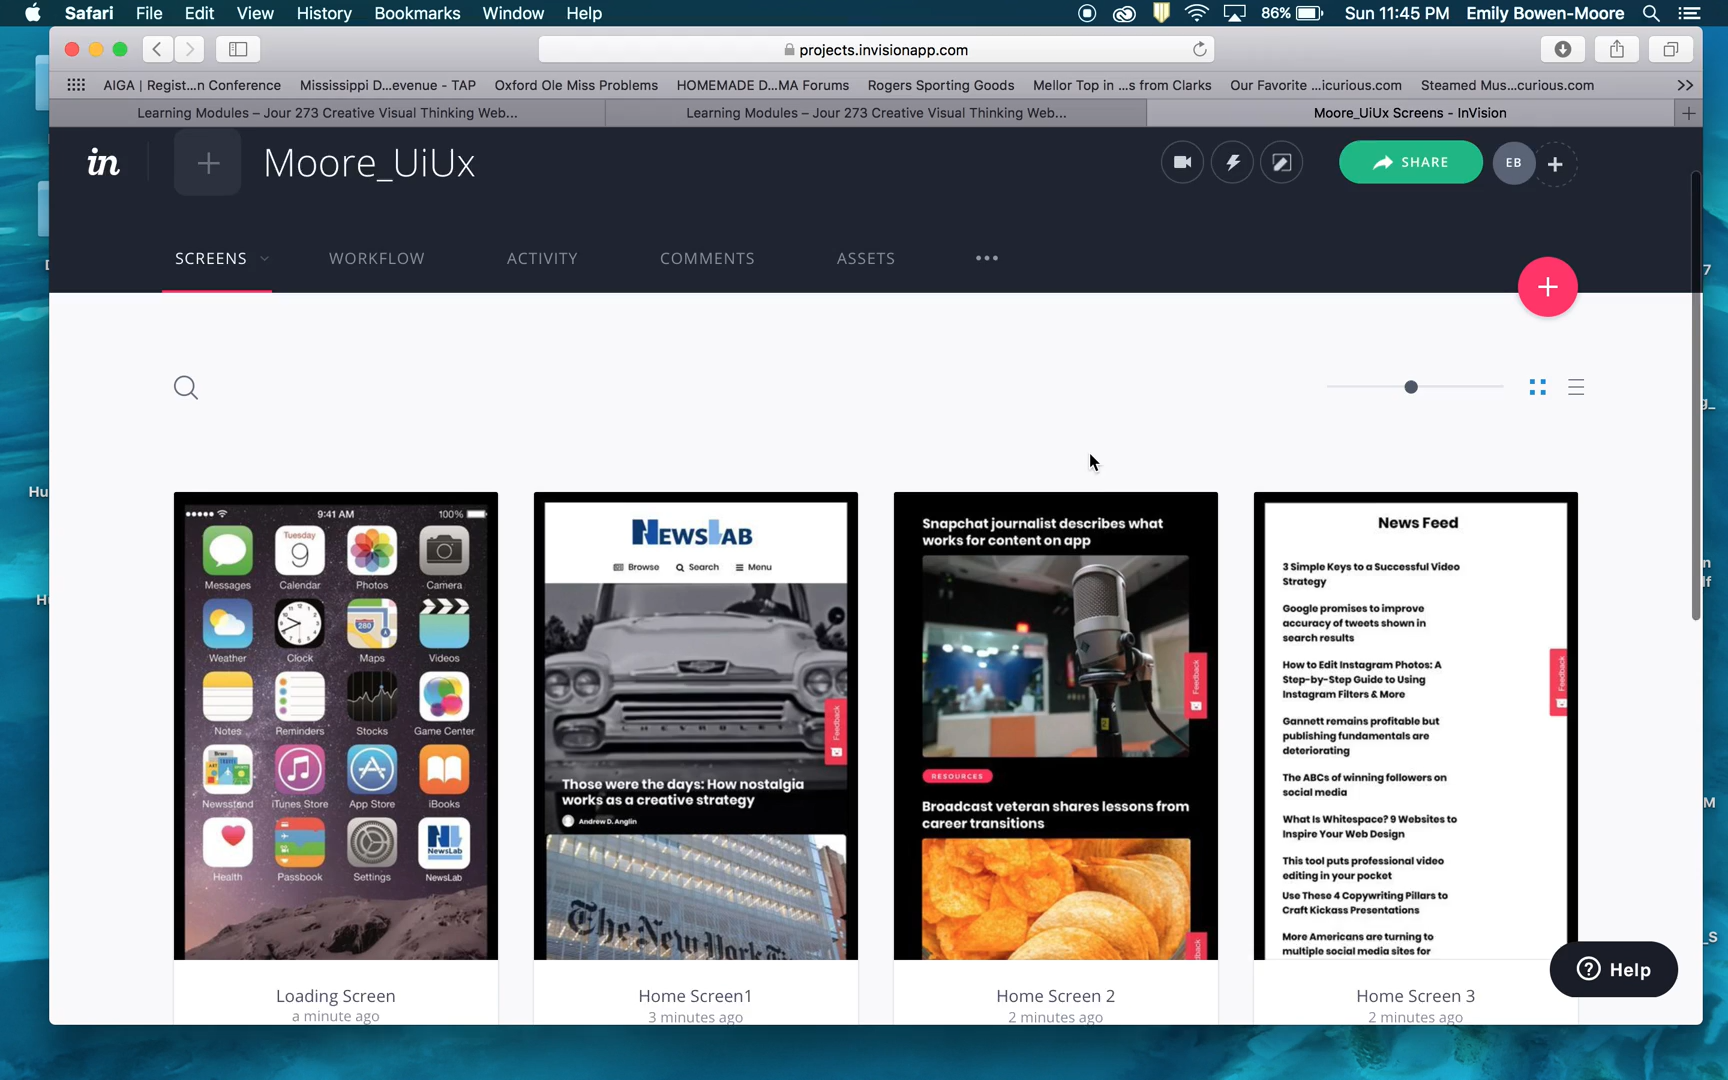 Safari File Edit View History Bookmarks Window Help 86% Sun 11:45 PM Emily Bowen-Moore
projects.invisionapp.com
AIGA | Regist...n Conference Mississippi D...evenue - TAP Oxford Ole Miss Problems HOMEMADE D...MA Forums Rogers Sporting Goods Mellor Top in ...s from Clarks Our Favorite ...icurious.com Steamed Mus...curious.com
Learning Modules – Jour 273 Creative Visual Thinking Web... Learning Modules – Jour 273 Creative Visual Thinking Web... Moore_UiUx Screens - InVision
in Moore_UiUx SHARE EB
SCREENS WORKFLOW ACTIVITY COMMENTS ASSETS
9:41 AM 100%
Tuesday
9
Messages Calendar Photos Camera
280
Weather Clock Maps Videos
Notes Reminders Stocks Game Center
News
Newsstand iTunes Store App Store iBooks
NewsLab
Health Passbook Settings NewsLab
Loading Screen
a minute ago
NEWSLAB
Browse Search Menu
CHEVROLET
Feedback
Those were the days: How nostalgia
works as a creative strategy
Andrew D. Anglin
The New York Ti
Home Screen1
3 minutes ago
Snapchat journalist describes what
works for content on app
Feedback
RESOURCES
Broadcast veteran shares lessons from
career transitions
back
Home Screen 2
2 minutes ago
News Feed
3 Simple Keys to a Successful Video
Strategy
Google promises to improve
accuracy of tweets shown in
search results
How to Edit Instagram Photos: A
Step-by-Step Guide to Using
Instagram Filters & More
Feedback
Gannett remains profitable but
publishing fundamentals are
deteriorating
The ABCs of winning followers on
social media
What Is Whitespace? 9 Websites to
Inspire Your Web Design
This tool puts professional video
editing in your pocket
Use These 4 Copywriting Pillars to
Craft Kickass Presentations
More Americans are turning to
multiple social media sites for
Home Screen 3
2 minutes ago
Help